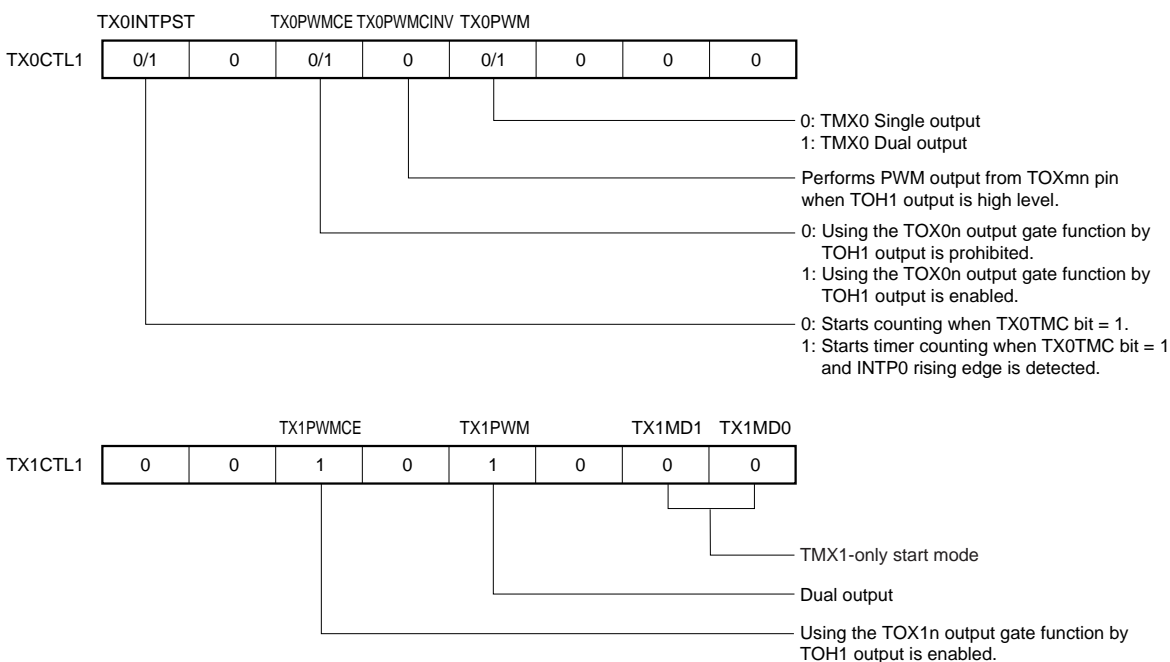 TX0INTPST TX0PWMCE TX0PWMCINV TX0PWM
TX0CTL1 0/1 0 0/1 0 0/1 0 0 0
0: TMX0 Single output
1: TMX0 Dual output
Performs PWM output from TOXmn pin
when TOH1 output is high level.
0: Using the TOX0n output gate function by
TOH1 output is prohibited.
1: Using the TOX0n output gate function by
TOH1 output is enabled.
0: Starts counting when TX0TMC bit = 1.
1: Starts timer counting when TX0TMC bit = 1
and INTP0 rising edge is detected.
TX1PWMCE TX1PWM TX1MD1 TX1MD0
TX1CTL1 0 0 1 0 1 0 0 0
TMX1-only start mode
Dual output
Using the TOX1n output gate function by
TOH1 output is enabled.